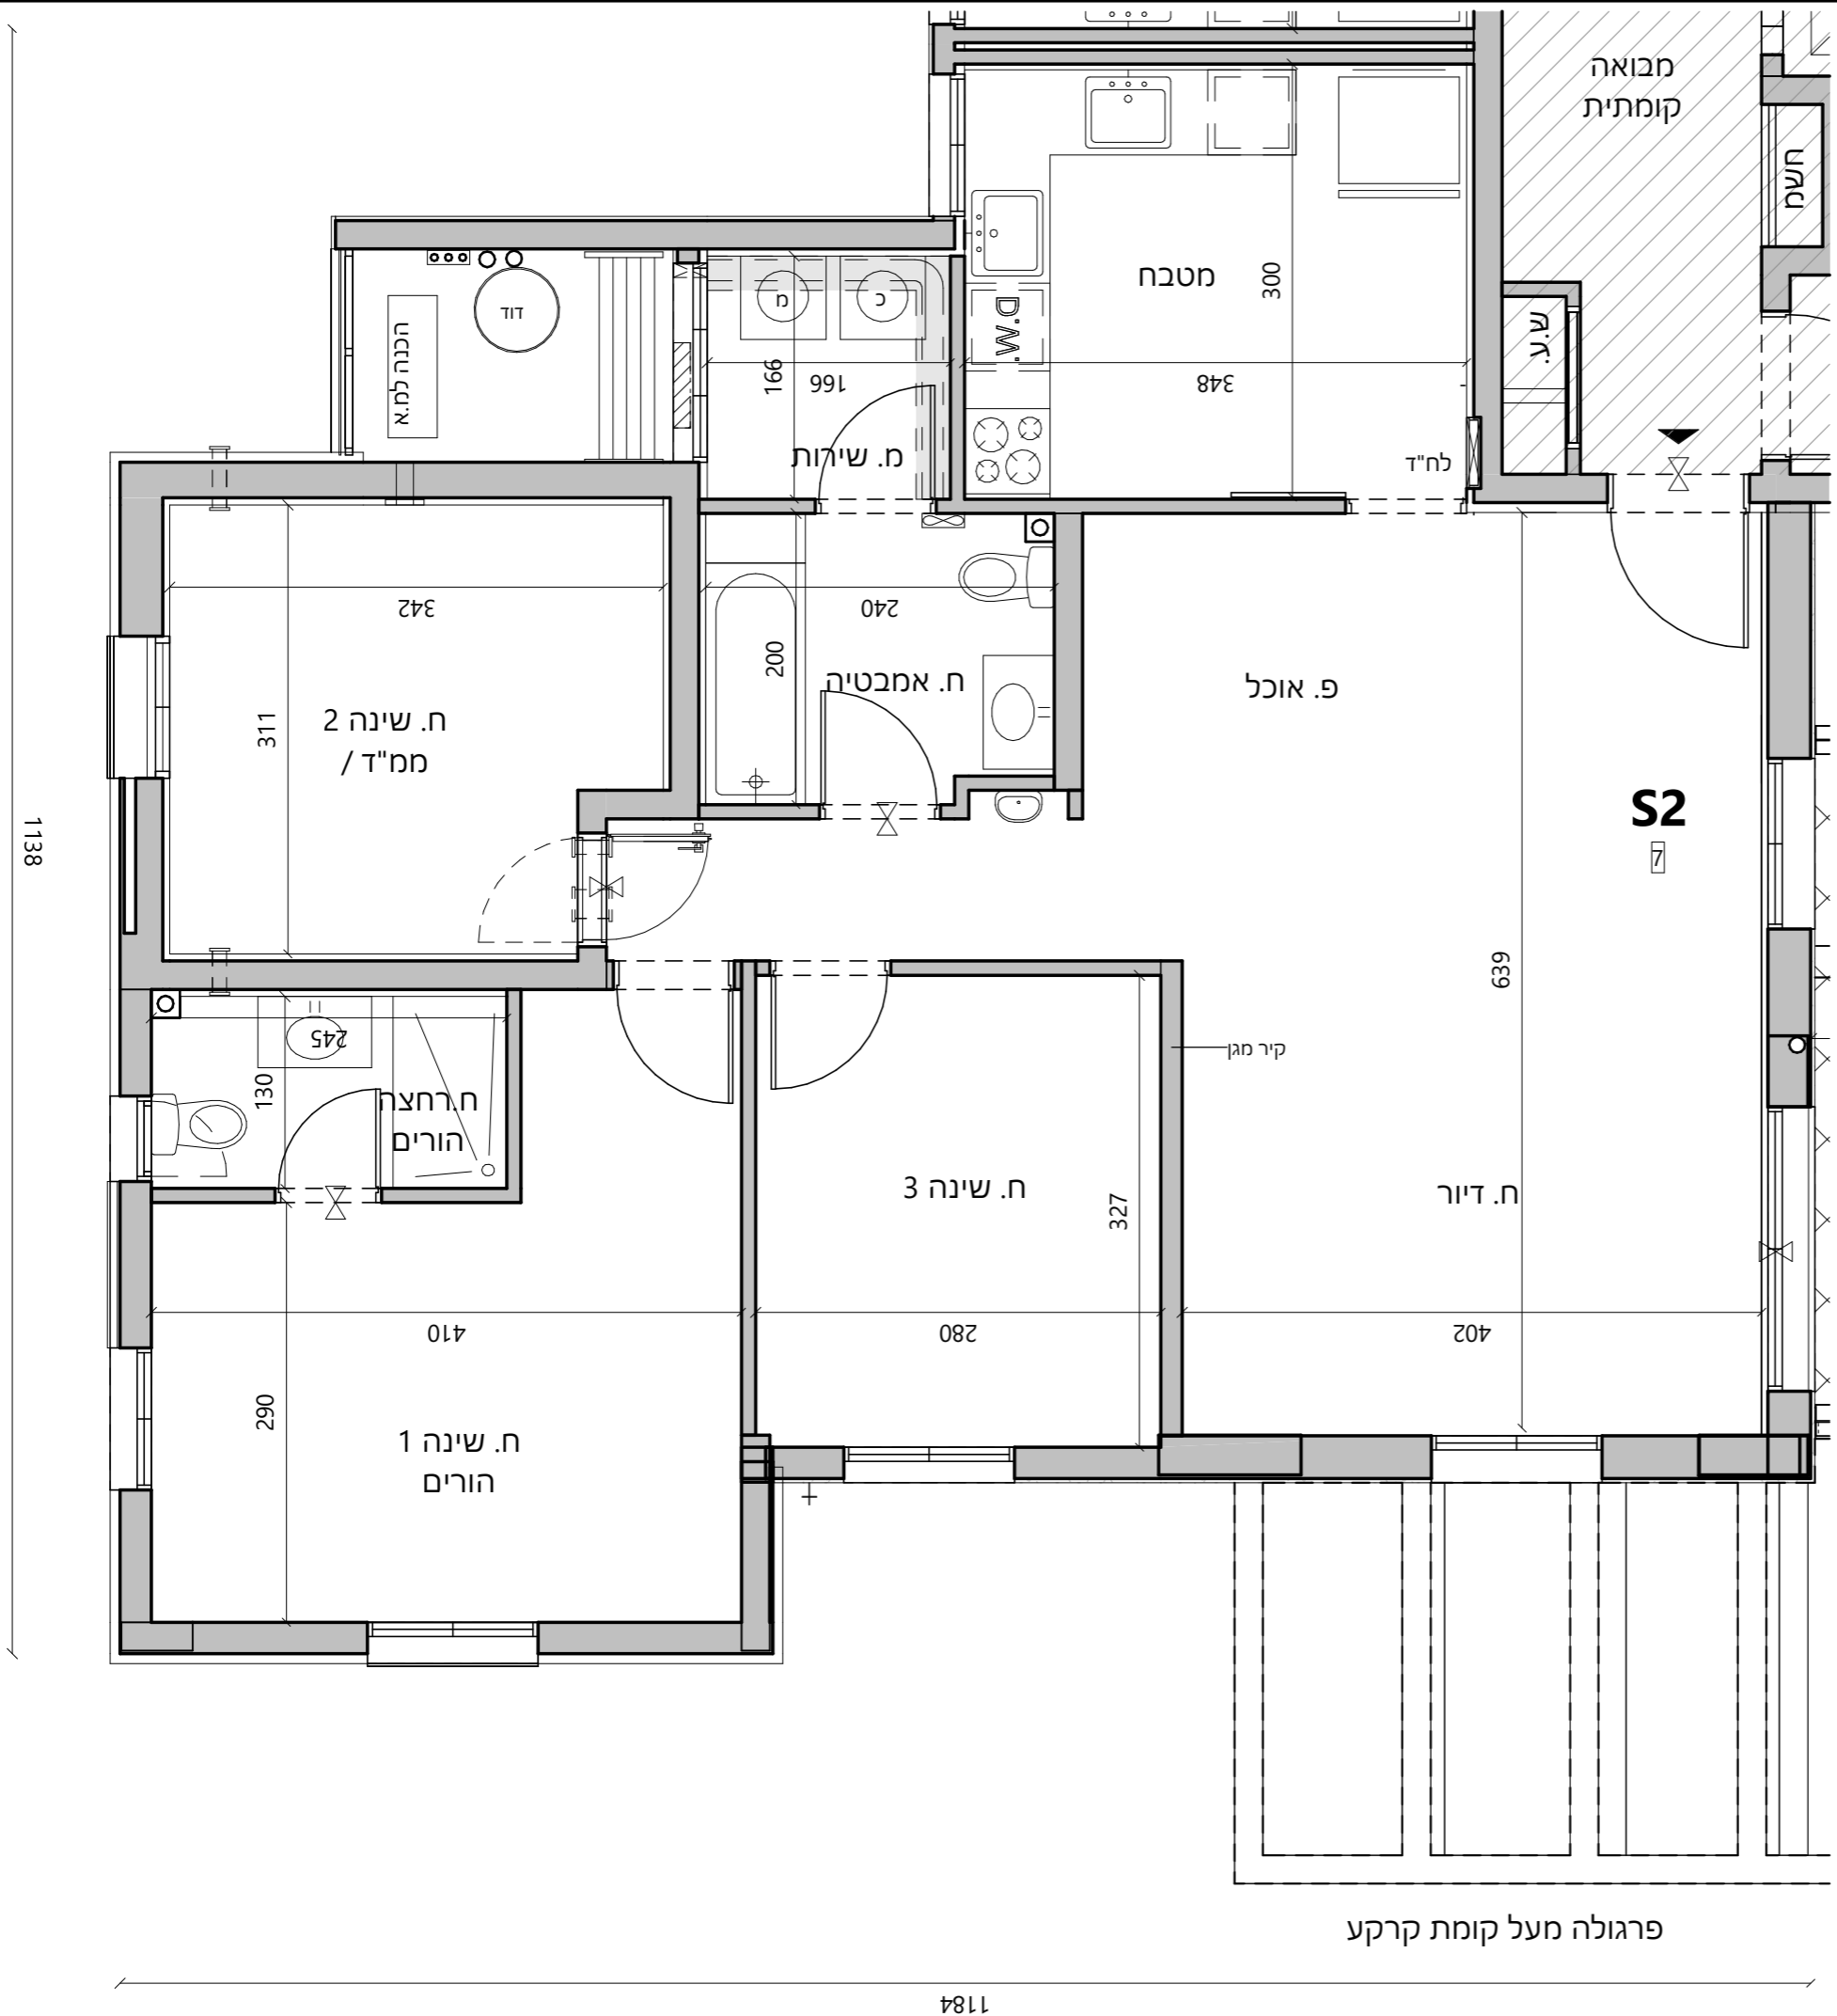 מבואה
קומתית
חשמ
מטבח
300
348
D.W.
ש.ע.
לח"ד
מ
כ
166
166
מ. שירות
דוד
הכנה למ.א
342
311
ח. שינה 2
/ ממ"ד
240
200
ח. אמבטיה
פ. אוכל
S2
7
639
1138
245
130
ח.רחצה
הורים
קיר מגן
ח. שינה 3
327
ח. דיור
410
280
402
290
ח. שינה 1
הורים
פרגולה מעל קומת קרקע
1184